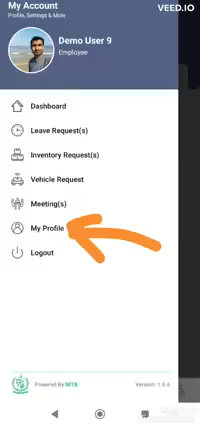 My Account
Profile, Settings & More
VEED.IO
Demo User 9
Employee
Dashboard
Leave Request(s)
Inventory Request(s)
Vehicle Request
Meeting(s)
My Profile
Logout
Powered By NITB
Version: 1.0.6